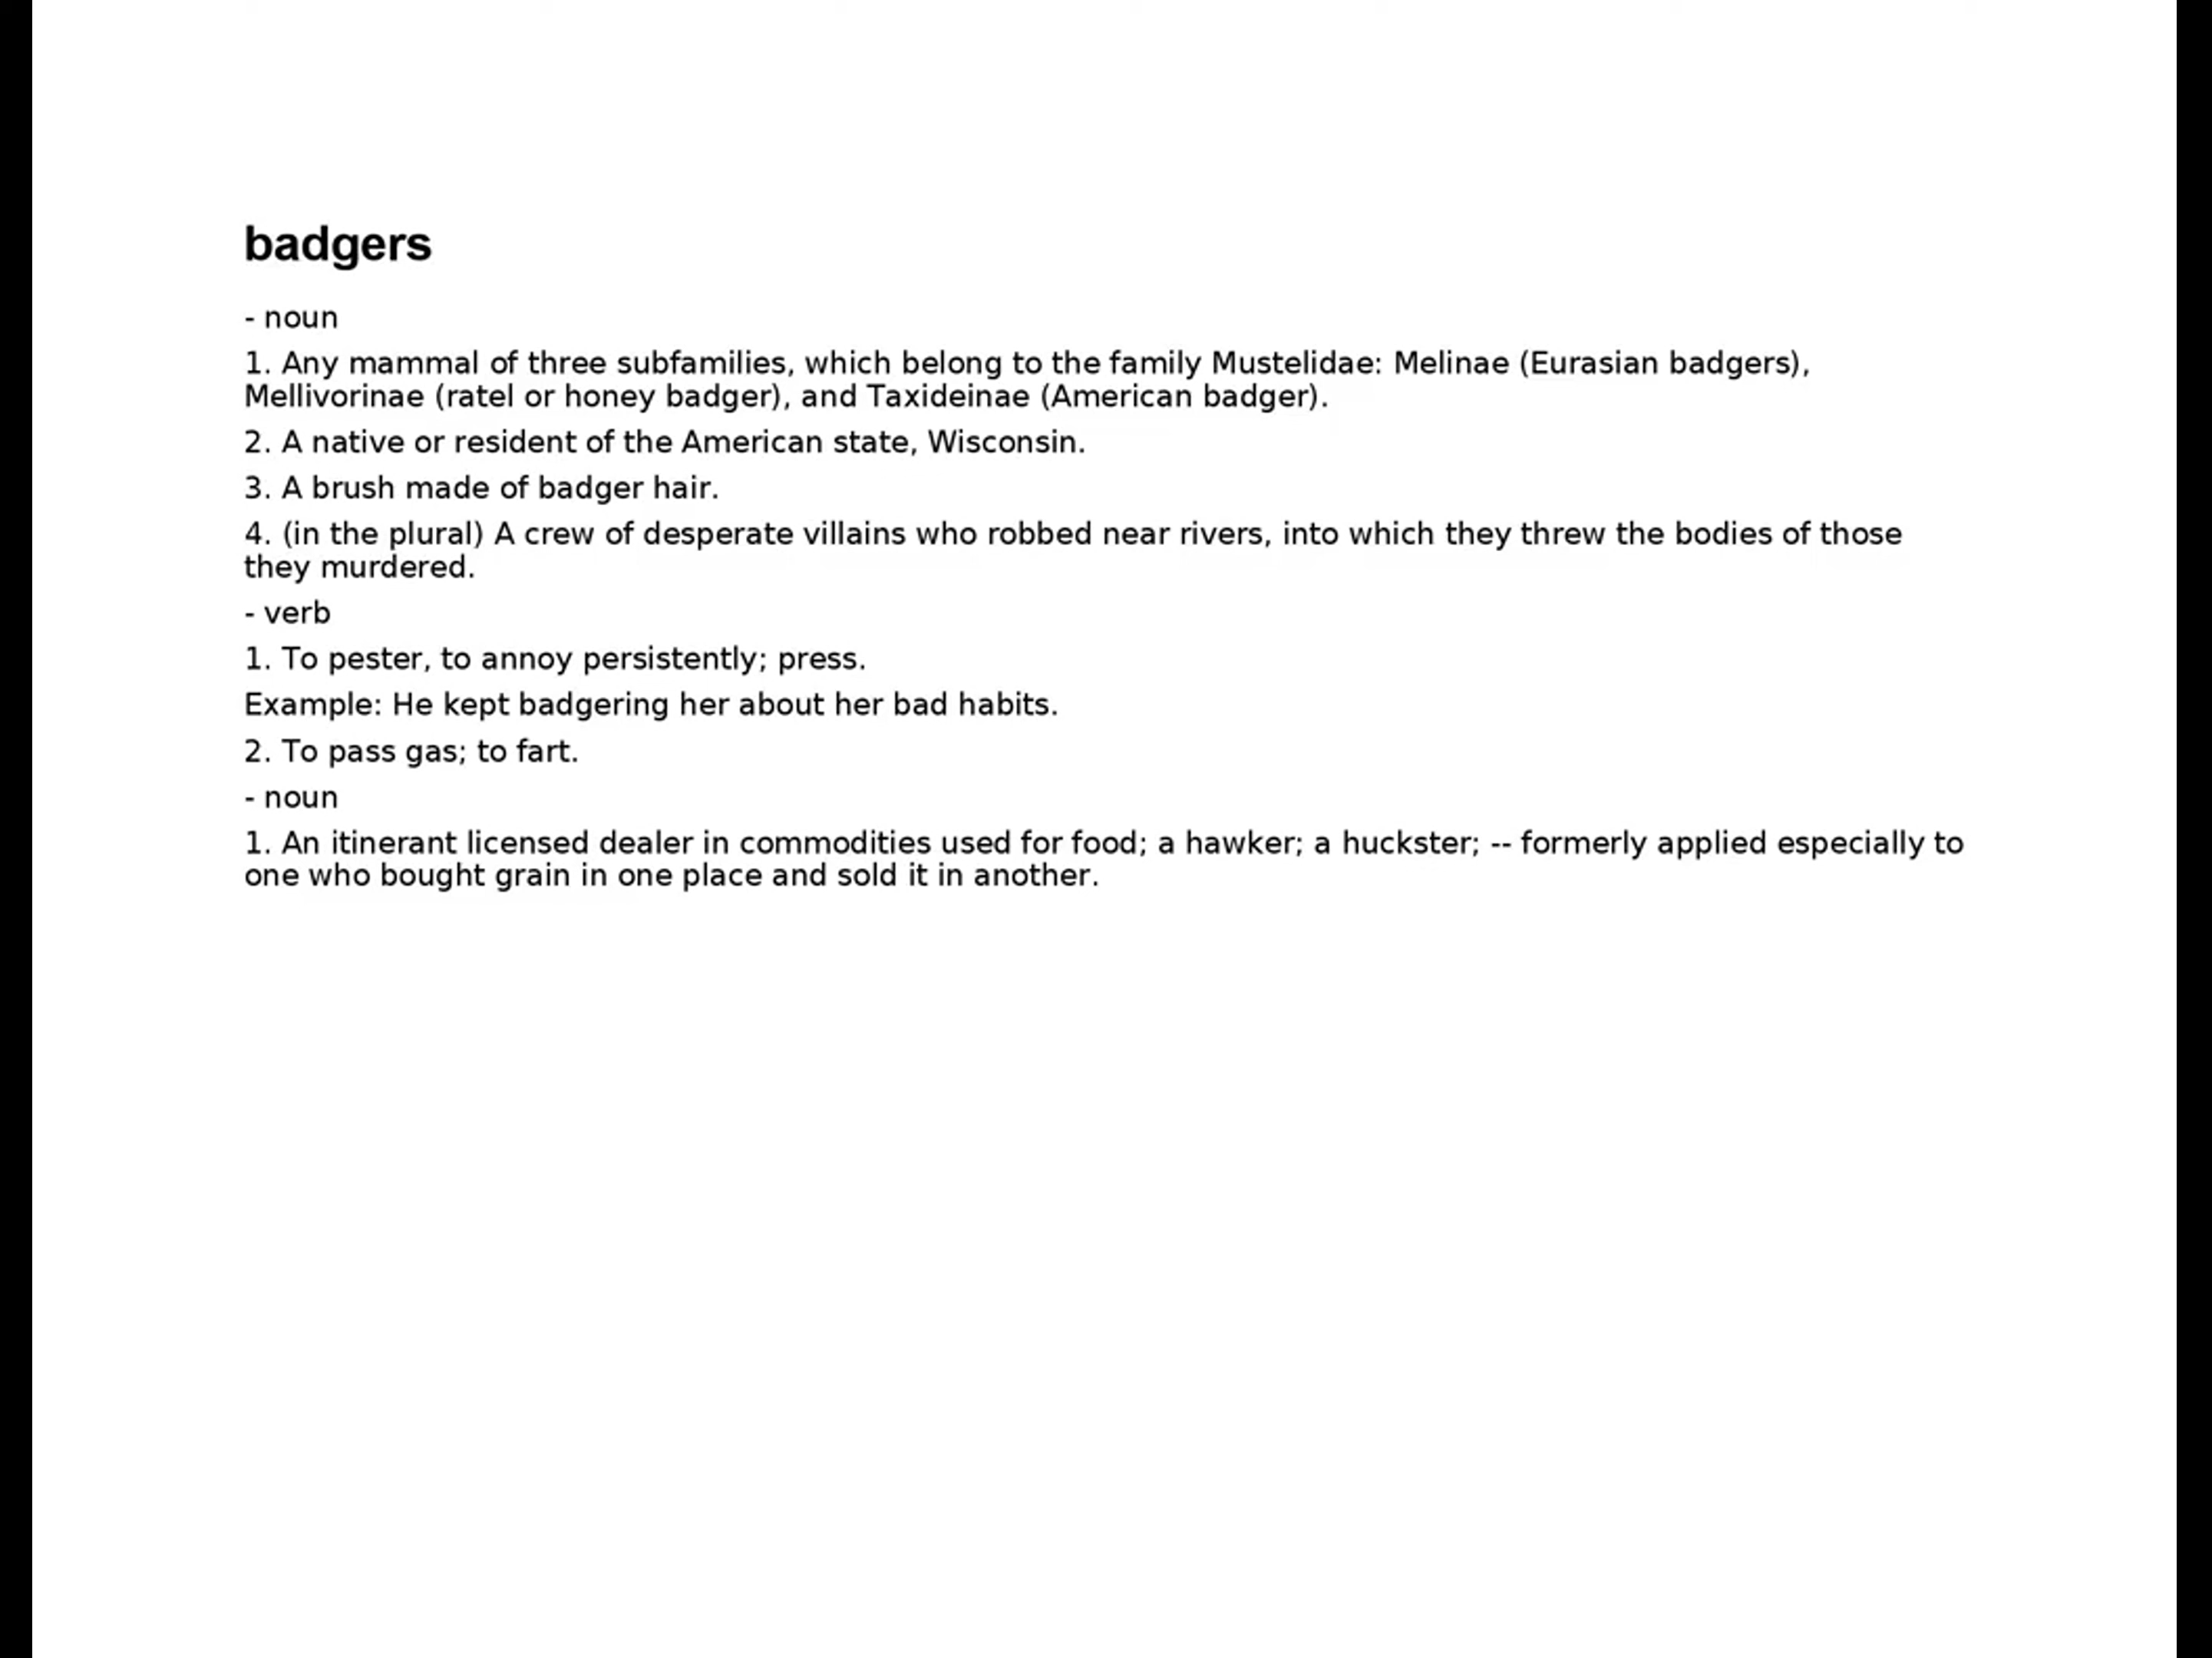 badgers
- noun
1. Any mammal of three subfamilies, which belong to the family Mustelidae: Melinae (Eurasian badgers),
Mellivorinae (ratel or honey badger), and Taxideinae (American badger).
2. A native or resident of the American state, Wisconsin.
3. A brush made of badger hair.
4. (in the plural) A crew of desperate villains who robbed near rivers, into which they threw the bodies of those
they murdered.
- verb
1. To pester, to annoy persistently; press.
Example: He kept badgering her about her bad habits.
2. To pass gas; to fart.
- noun
1. An itinerant licensed dealer in commodities used for food; a hawker; a huckster; -- formerly applied especially to
one who bought grain in one place and sold it in another.